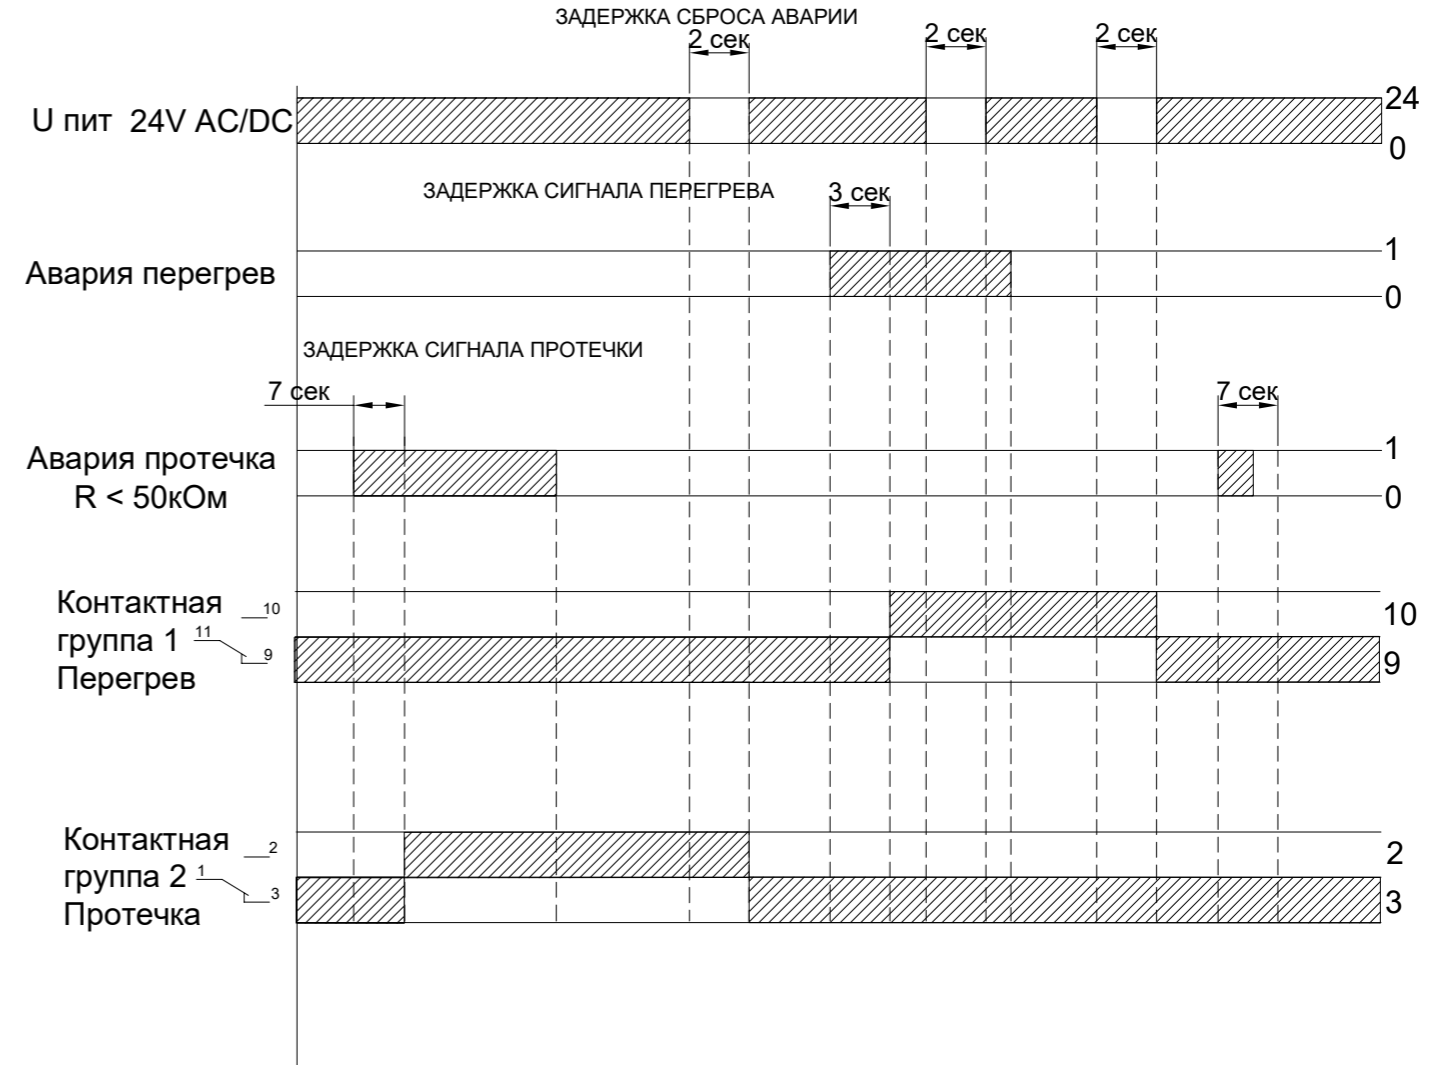 ЗАДЕРЖКА СБРОСА АВАРИИ
2 сек
2 сек
2 сек
U пит 24V AC/DC
24
0
ЗАДЕРЖКА СИГНАЛА ПЕРЕГРЕВА
3 сек
Авария перегрев
1
0
ЗАДЕРЖКА СИГНАЛА ПРОТЕЧКИ
7 сек
7 сек
Авария протечка
R < 50кОм
1
0
Контактная
группа 1
Перегрев
10
11
9
10
9
Контактная
группа 2
Протечка
2
1
3
2
3